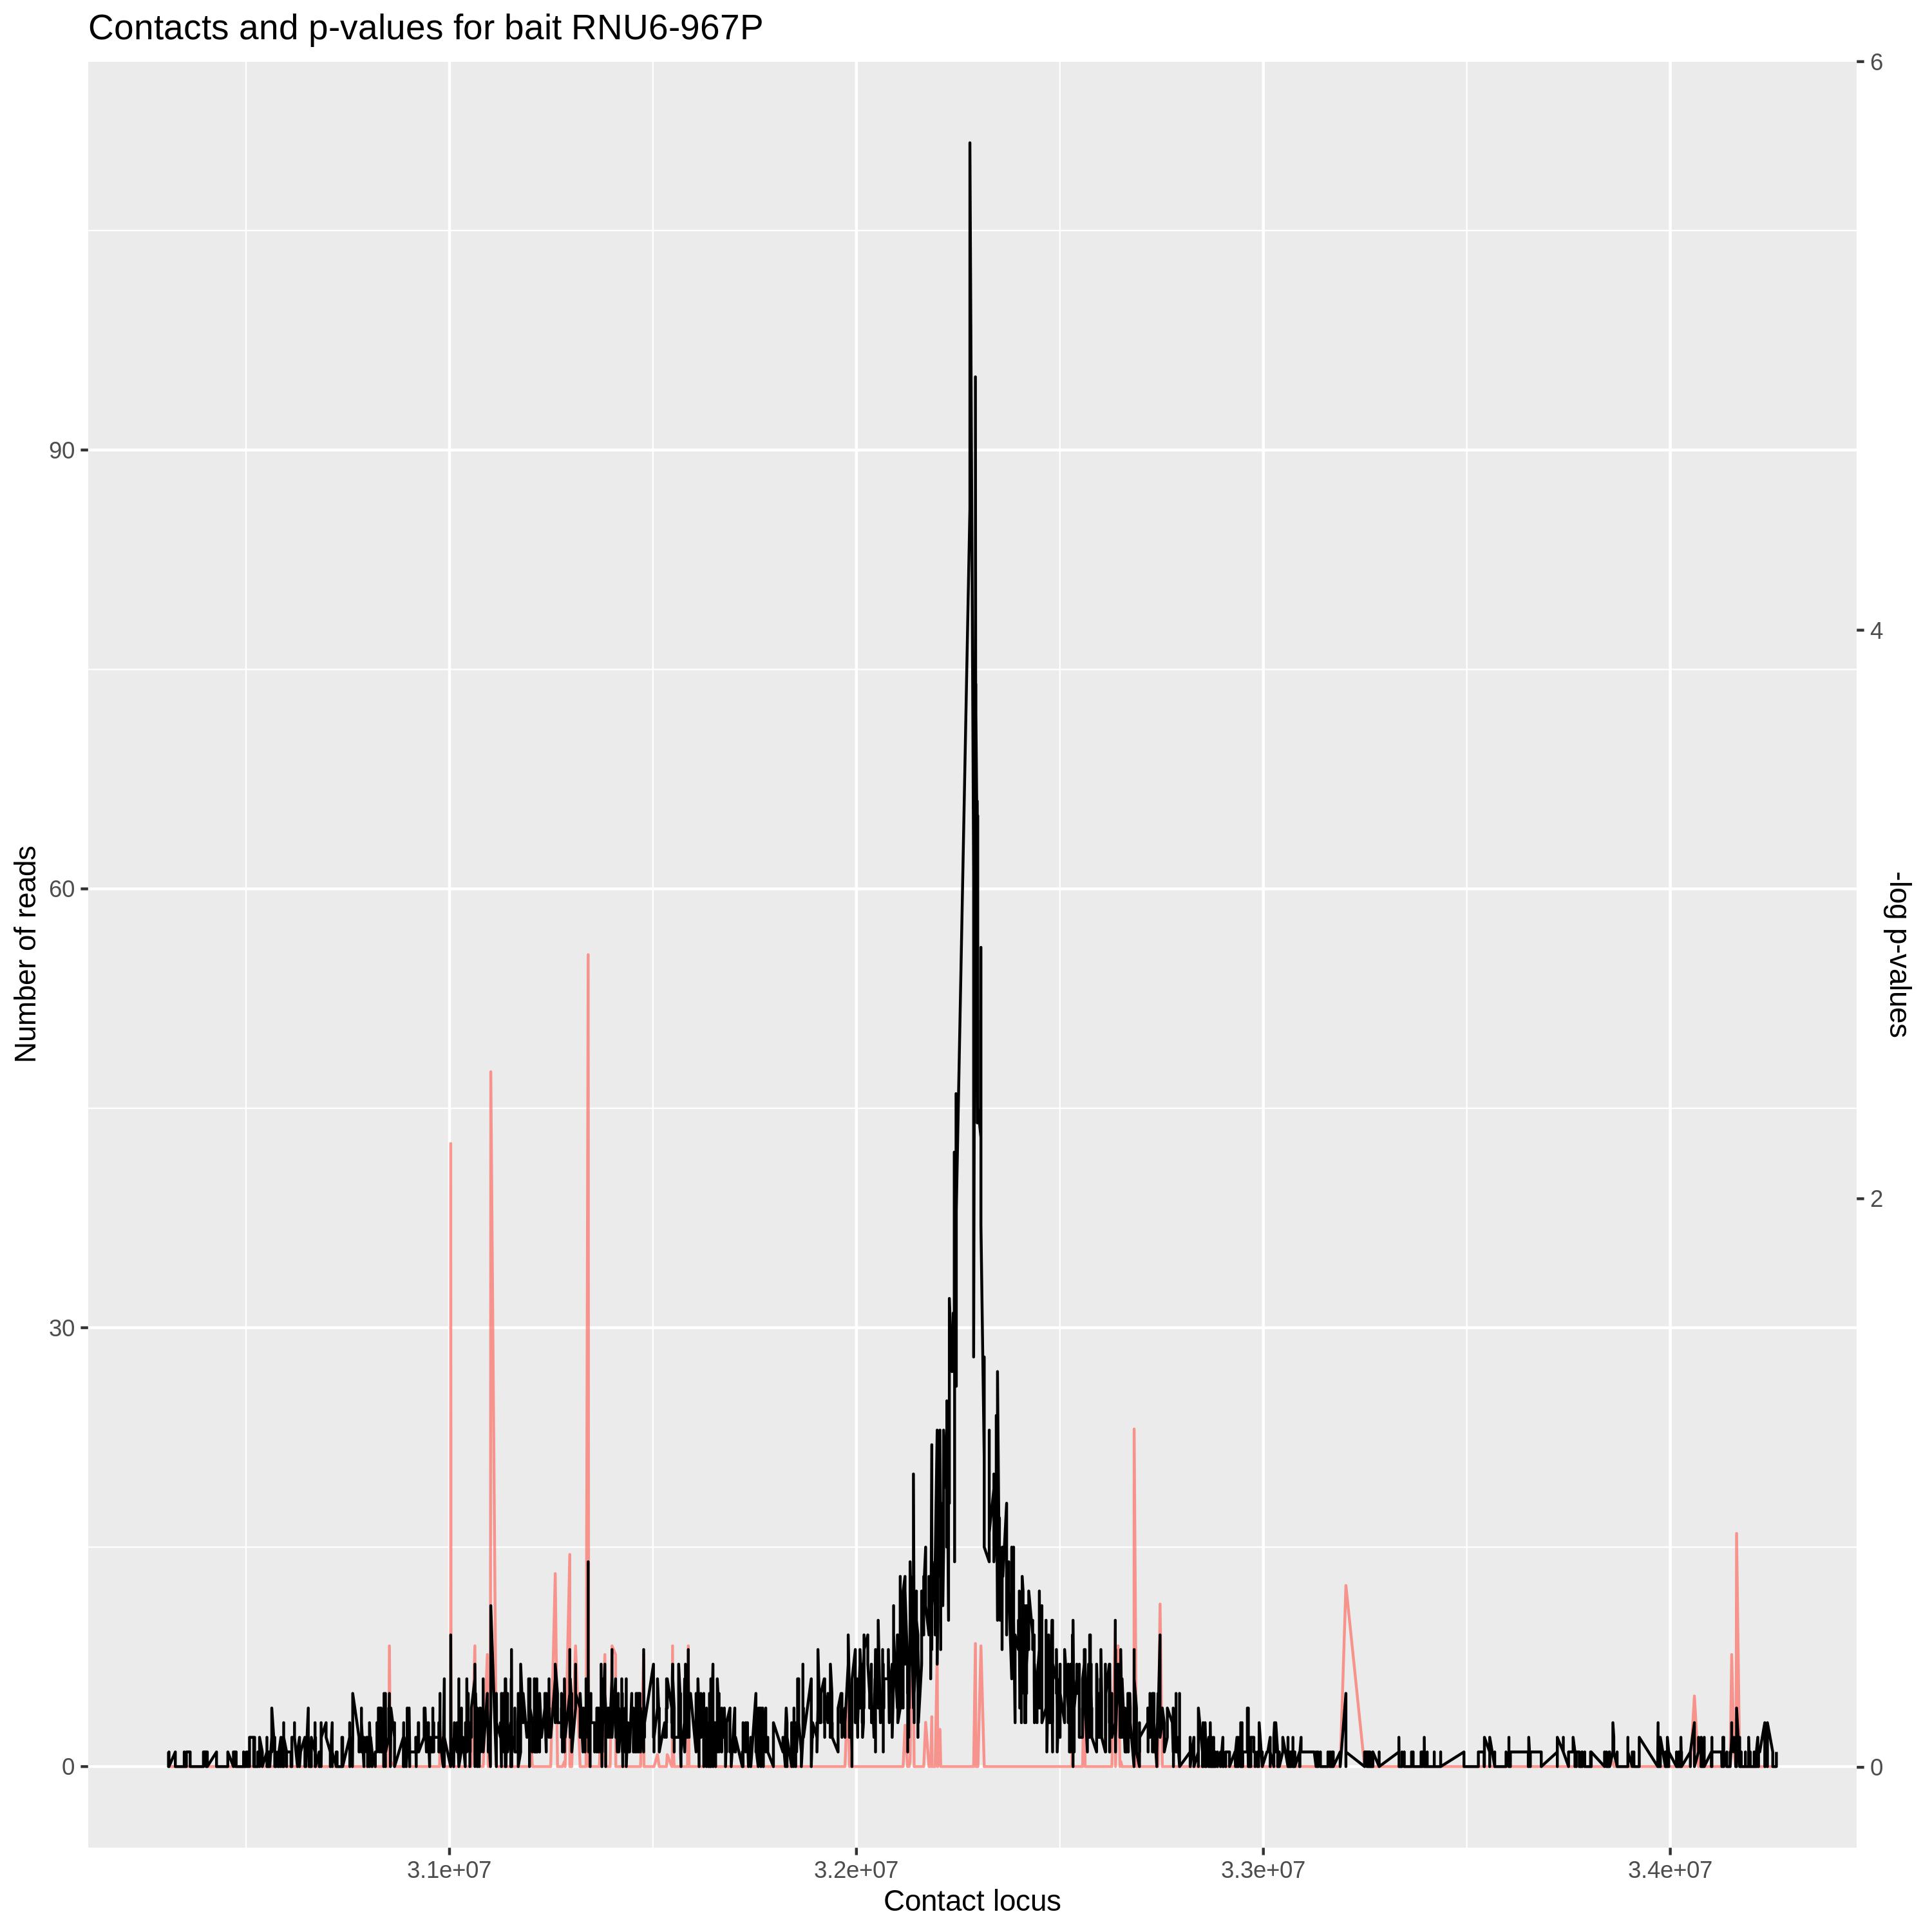 Contacts and p-values for bait RNU6-967P
6
90
4
60
Number of reads
-log p-values
2
30
0
0
3.1e+07
3.2e+07
3.3e+07
3.4e+07
Contact locus